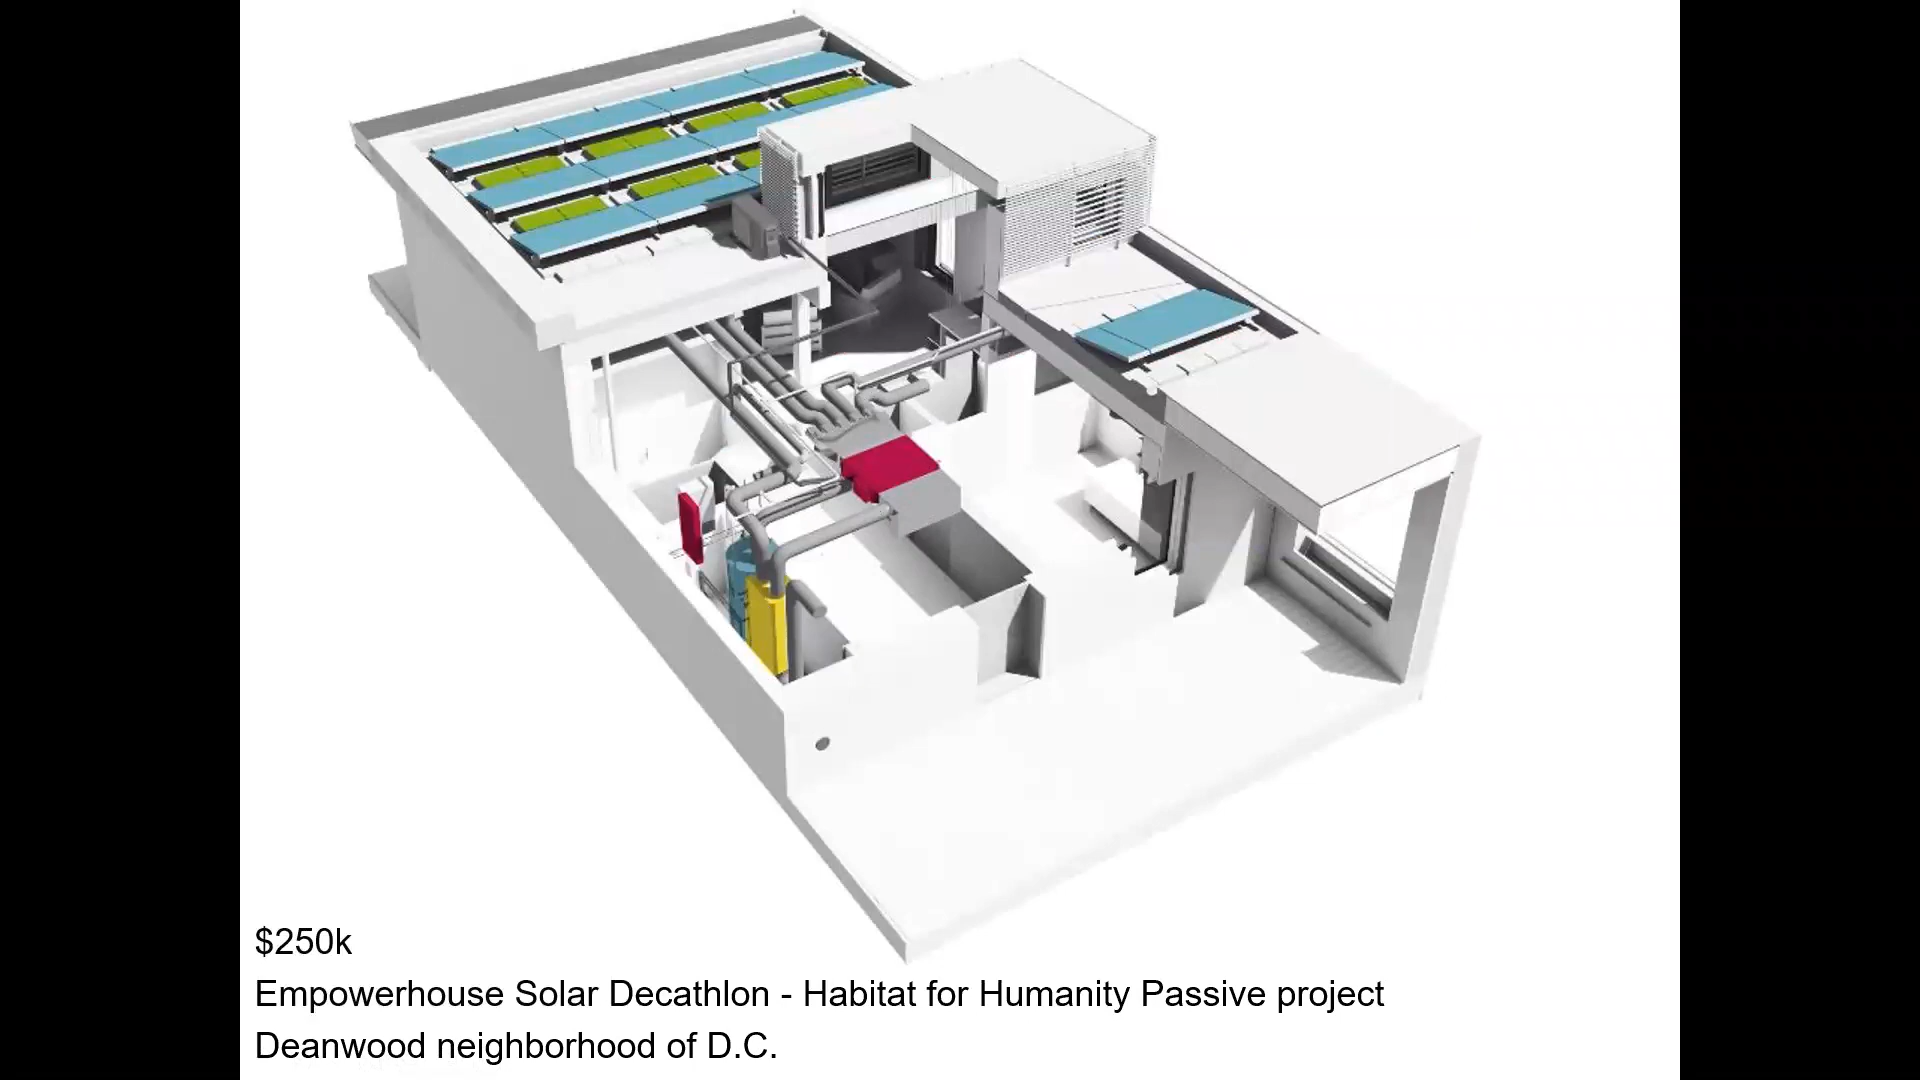 $250k
Empowerhouse Solar Decathlon - Habitat for Humanity Passive project
Deanwood neighborhood of D.C.